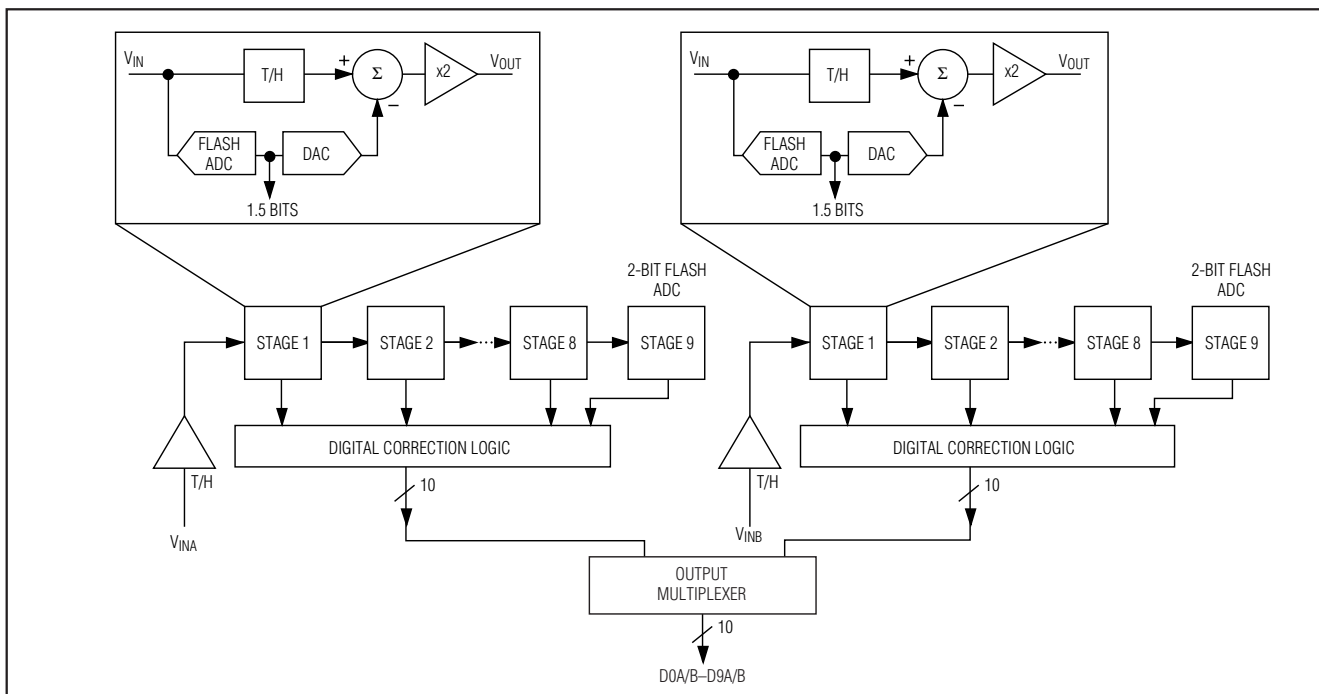 VIN
T/H
+
Σ
–
x2
VOUT
FLASH
ADC
DAC
1.5 BITS
VIN
T/H
+
Σ
–
x2
VOUT
FLASH
ADC
DAC
1.5 BITS
2-BIT FLASH
ADC
STAGE 1
STAGE 2
STAGE 8
STAGE 9
DIGITAL CORRECTION LOGIC
T/H
VINA
10
2-BIT FLASH
ADC
STAGE 1
STAGE 2
STAGE 8
STAGE 9
DIGITAL CORRECTION LOGIC
T/H
VINB
10
OUTPUT
MULTIPLEXER
10
D0A/B–D9A/B